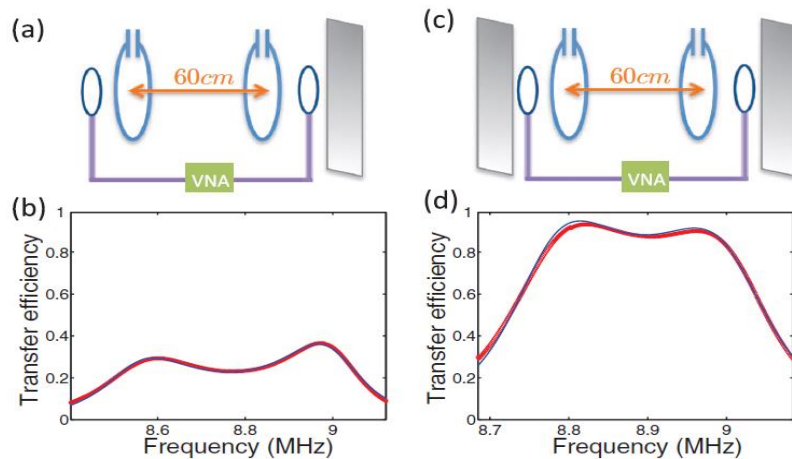 (a)
60cm
VNA
(c)
60cm
VNA
(b)
1
0.8
0.6
0.4
0.2
0
Transfer efficiency
8.6
8.8
9
Frequency (MHz)
(d)
1
0.8
0.6
0.4
0.2
0
Transfer efficiency
8.7
8.8
8.9
9
Frequency (MHz)